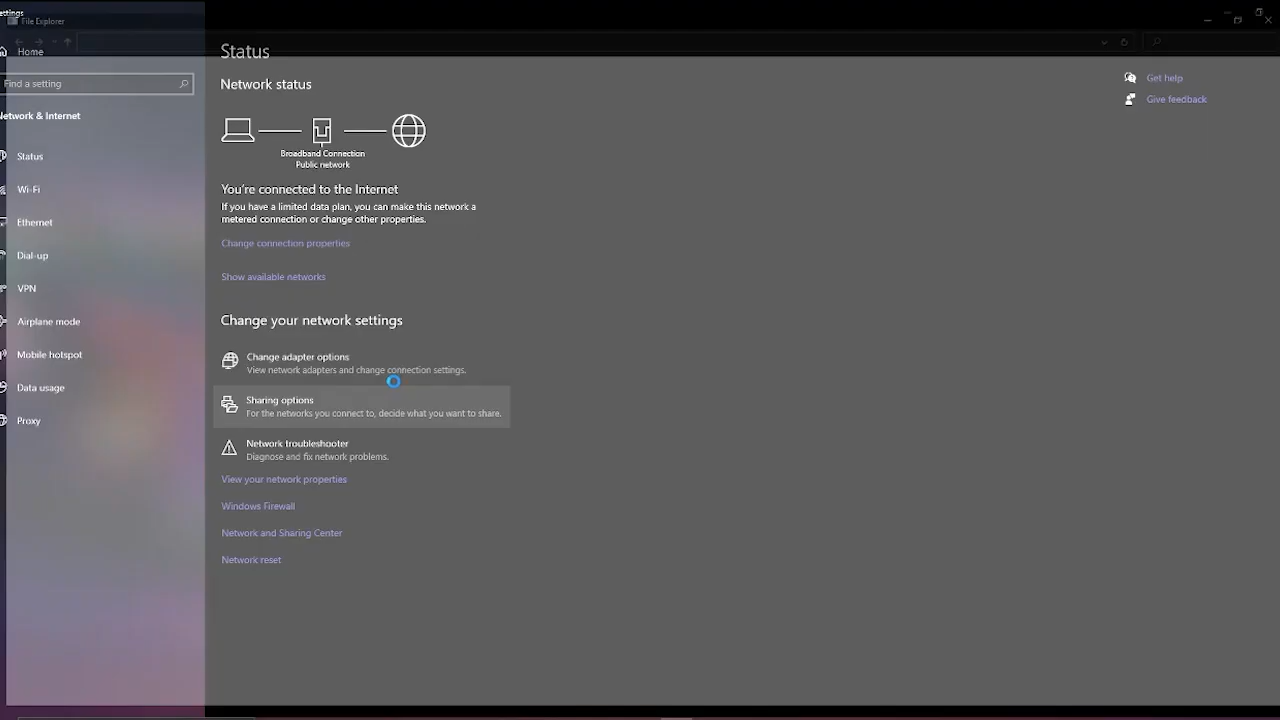 ettings
File Explorer
Home
Find a setting
Network & Internet
Status
Wi-Fi
Ethernet
Dial-up
VPN
Airplane mode
Mobile hotspot
Data usage
Proxy
Status
Network status
Broadband Connection
Public network
You're connected to the Internet
If you have a limited data plan, you can make this network a
metered connection or change other properties.
Change connection properties
Show available networks
Change your network settings
Change adapter options
View network adapters and change connection settings.
Sharing options
For the networks you connect to, decide what you want to share.
Network troubleshooter
Diagnose and fix network problems.
View your network properties
Windows Firewall
Network and Sharing Center
Network reset
Get help
Give feedback